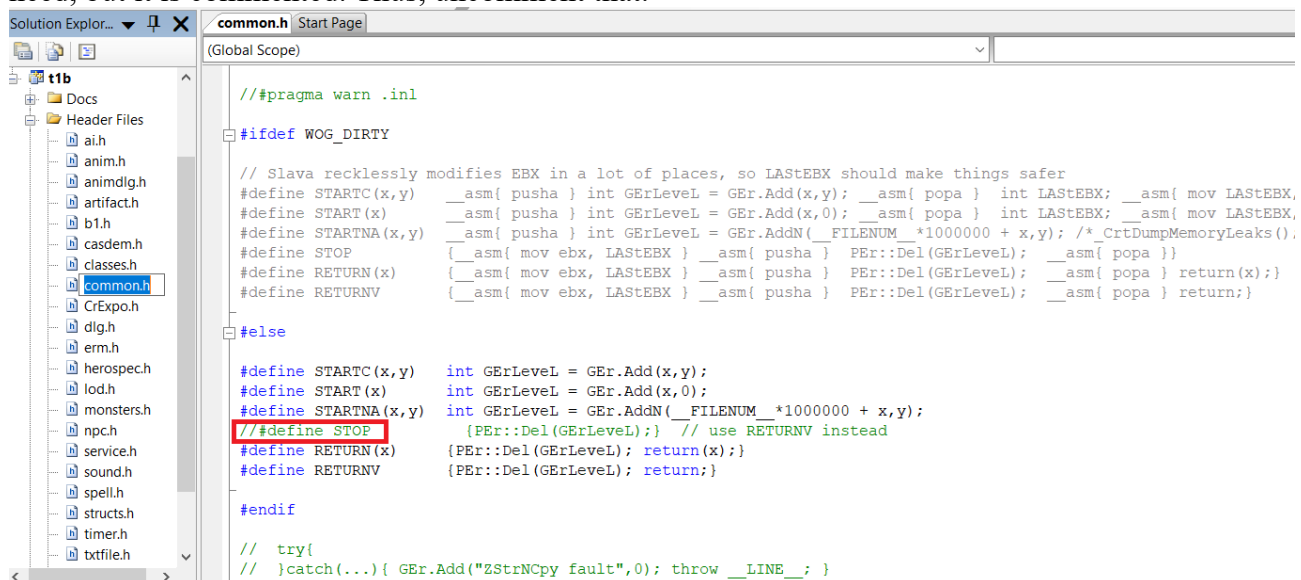 need, but it is commented. Thus, uncomment that.
Solution Explor...
common.h Start Page
(Global Scope)
t1b
Docs
Header Files
ai.h
anim.h
animdlg.h
artifact.h
b1.h
casdem.h
classes.h
common.h
CrExpo.h
dlg.h
erm.h
herospec.h
lod.h
monsters.h
npc.h
service.h
sound.h
spell.h
structs.h
timer.h
txtfile.h
//#pragma warn .inl
#ifdef WOG_DIRTY
// Slava recklessly modifies EBX in a lot of places, so LAStEBX should make things safer
#define STARTC(x,y) __asm{ pusha } int GErLeveL = GEr.Add(x,y); __asm{ popa } int LAStEBX; __asm{ mov LAStEBX,
#define START(x) __asm{ pusha } int GErLeveL = GEr.Add(x,0); __asm{ popa } int LAStEBX; __asm{ mov LAStEBX,
#define STARTNA(x,y) __asm{ pusha } int GErLeveL = GEr.AddN(__FILENUM__*1000000 + x,y); /*_CrtDumpMemoryLeaks();
#define STOP {__asm{ mov ebx, LAStEBX } __asm{ pusha } PEr::Del(GErLeveL); __asm{ popa }}
#define RETURN(x) {__asm{ mov ebx, LAStEBX } __asm{ pusha } PEr::Del(GErLeveL); __asm{ popa } return(x);}
#define RETURNV {__asm{ mov ebx, LAStEBX } __asm{ pusha } PEr::Del(GErLeveL); __asm{ popa } return;}
#else
#define STARTC(x,y) int GErLeveL = GEr.Add(x,y);
#define START(x) int GErLeveL = GEr.Add(x,0);
#define STARTNA(x,y) int GErLeveL = GEr.AddN(__FILENUM__*1000000 + x,y);
//#define STOP {PEr::Del(GErLeveL);} // use RETURNV instead
#define RETURN(x) {PEr::Del(GErLeveL); return(x);}
#define RETURNV {PEr::Del(GErLeveL); return;}
#endif
// try{
// }catch(...){ GEr.Add("ZStrNCpy fault",0); throw __LINE__; }